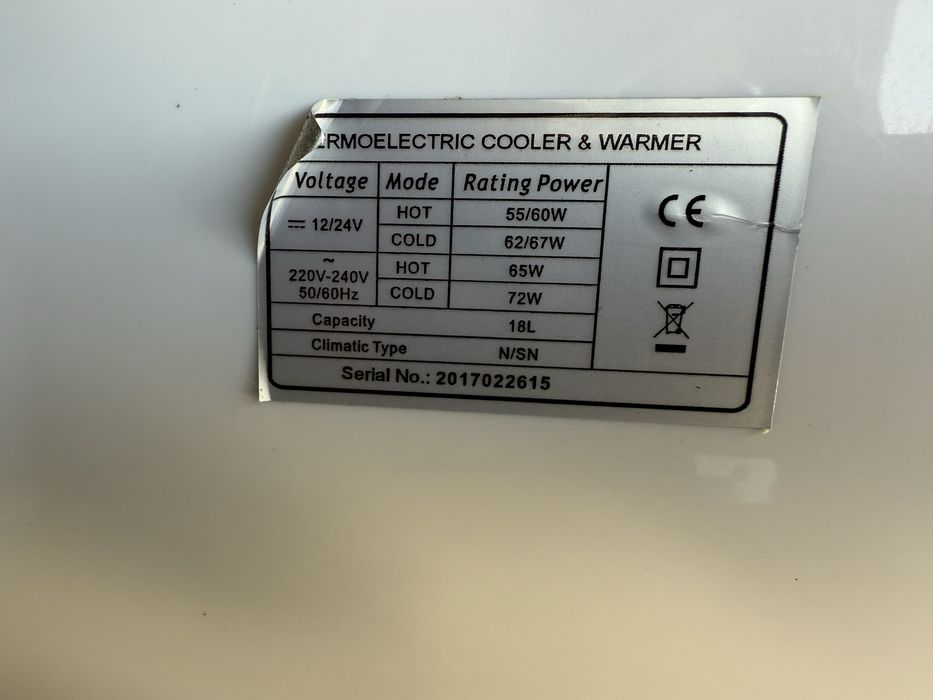 ERMOELECTRIC COOLER & WARMER
Voltage Mode Rating Power
12/24V HOT 55/60W
COLD 62/67W
~ 220V-240V 50/60Hz HOT 65W
COLD 72W
Capacity 18L
Climatic Type N/SN
Serial No.: 2017022615
CE